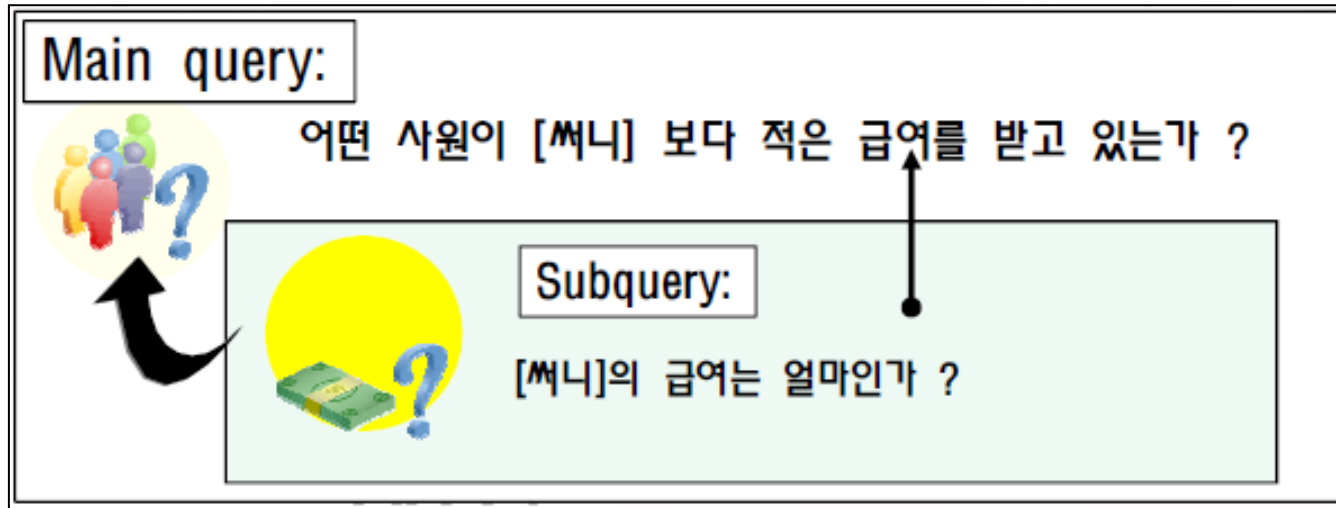 Main query:
어떤 사원이 [써니] 보다 적은 급여를 받고 있는가 ?
Subquery:
[써니]의 급여는 얼마인가 ?